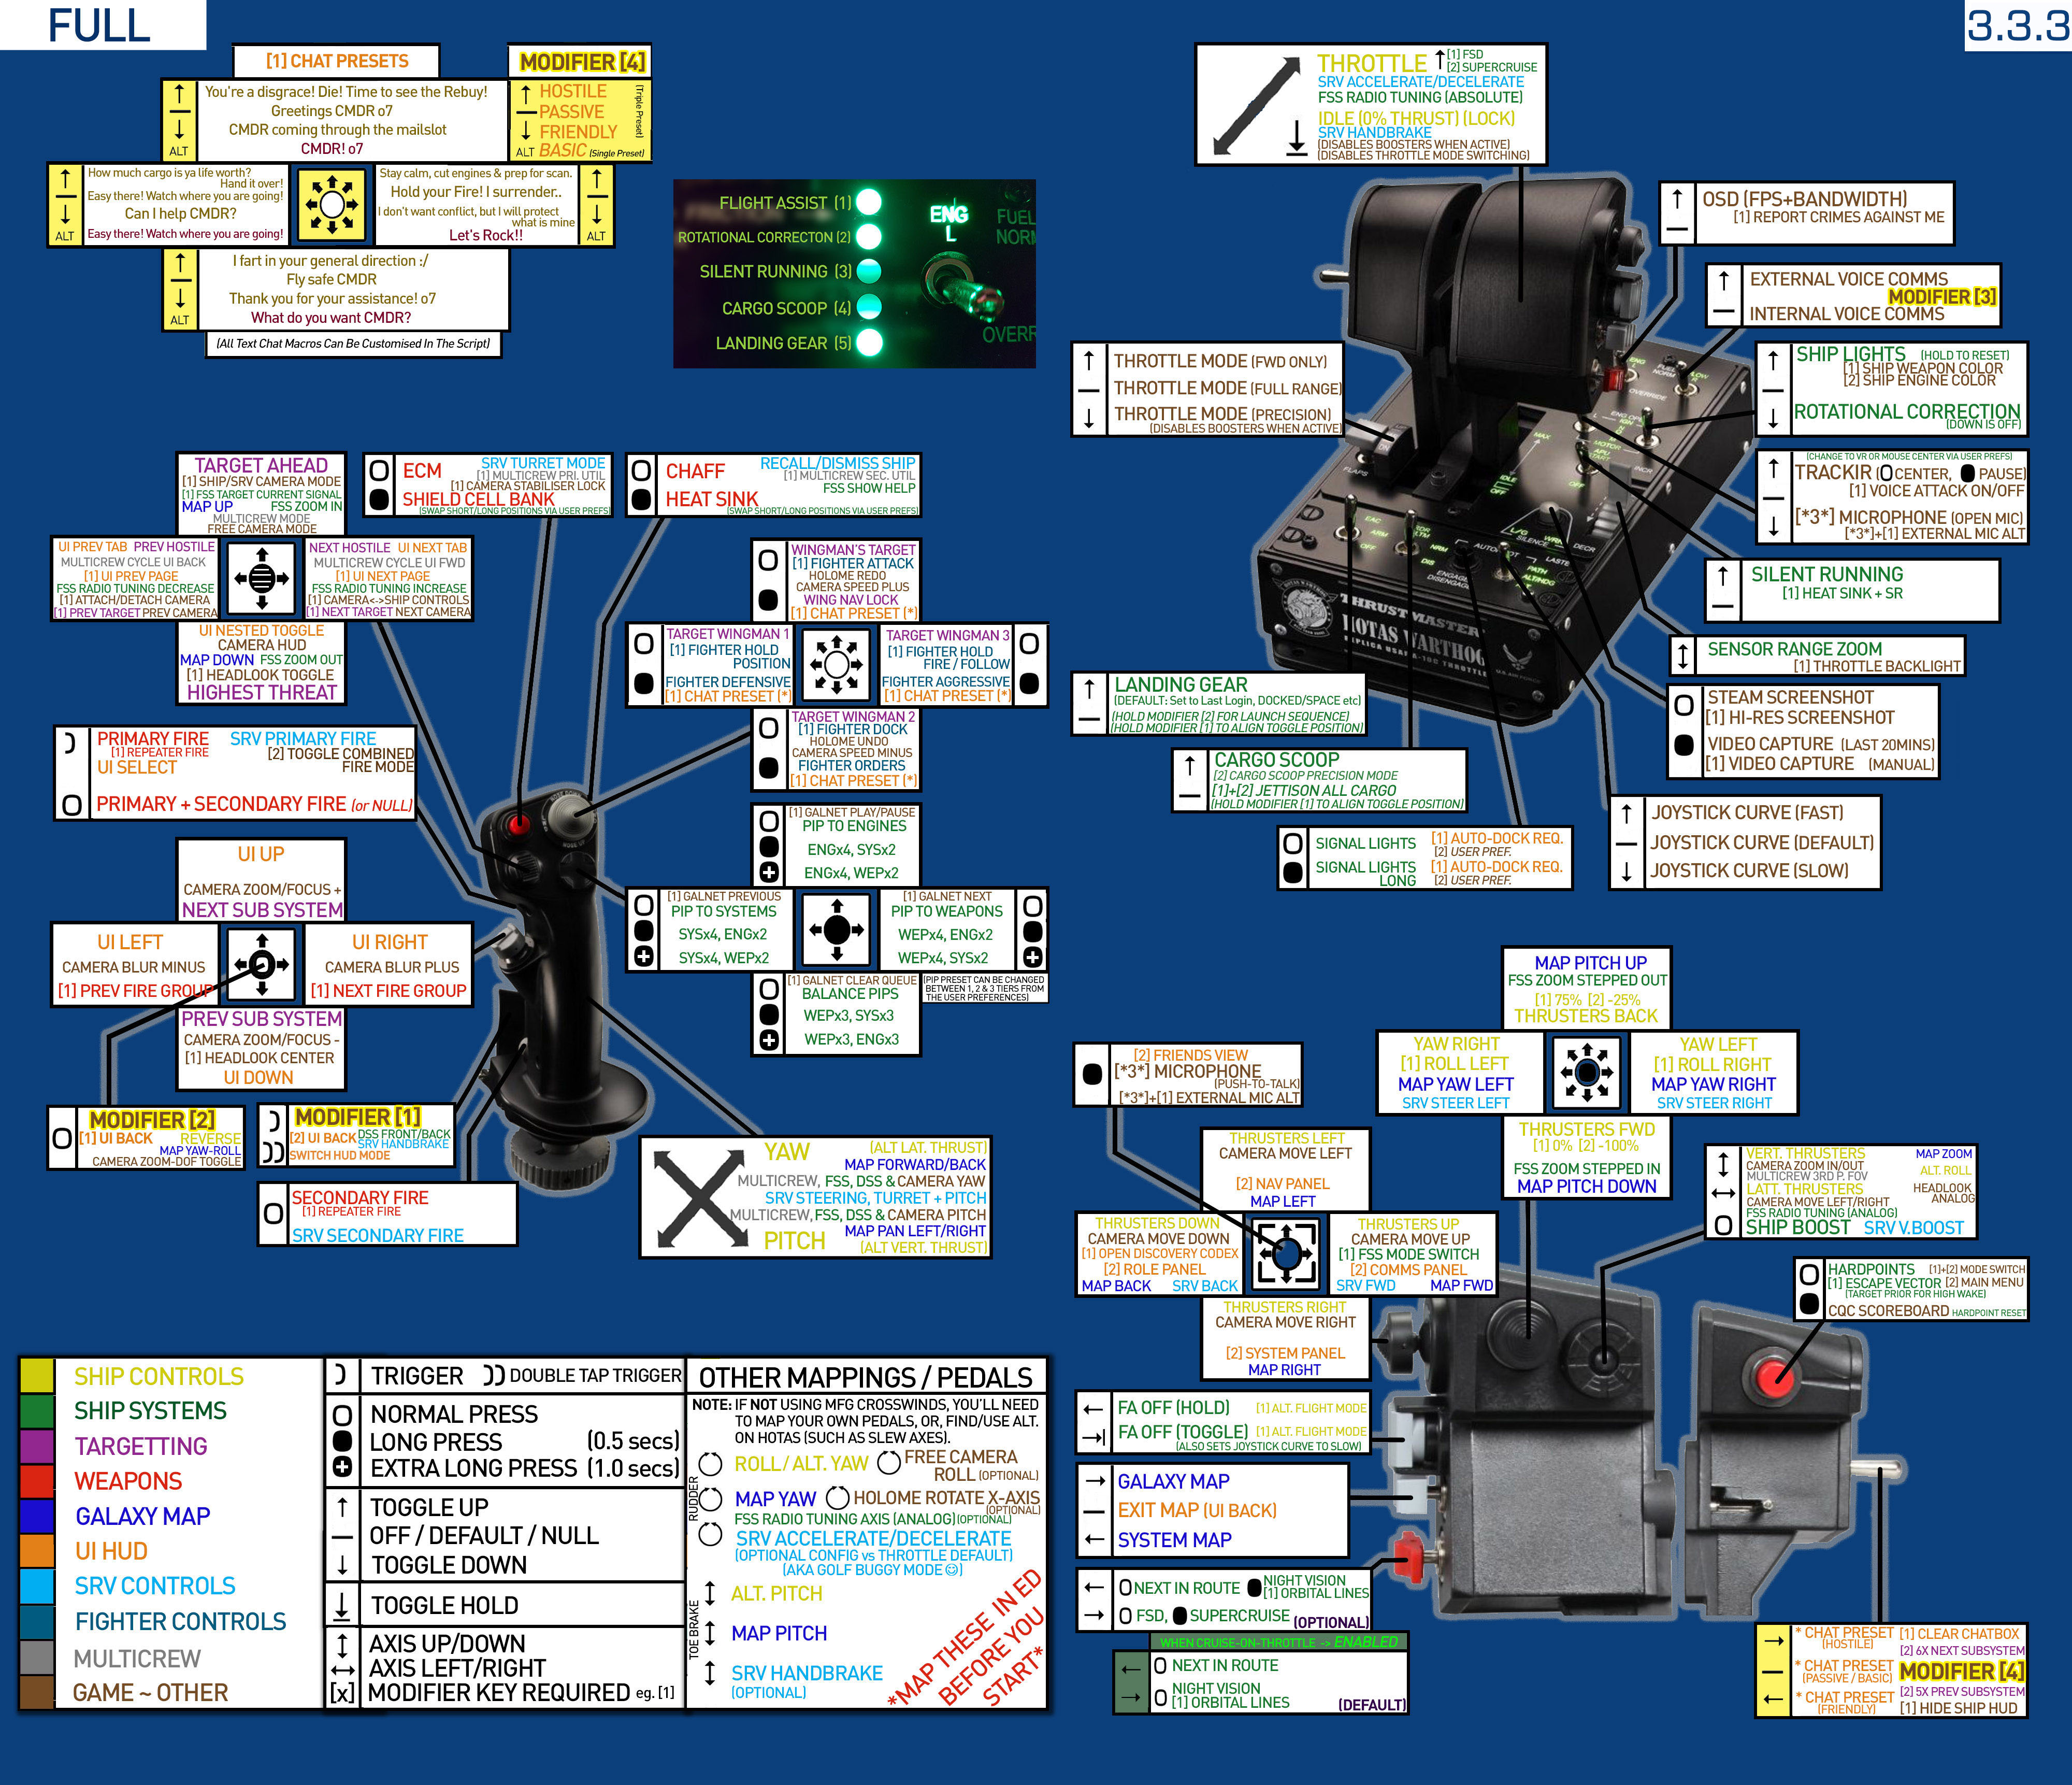 FULL
3.3.3
[1] CHAT PRESETS
MODIFIER [4]
You're a disgrace! Die! Time to see the Rebuy!
Greetings CMDR o7
CMDR coming through the mailslot
CMDR! o7
ALT
HOSTILE
PASSIVE
FRIENDLY
ALT BASIC (Single Preset)
(Triple Preset)
How much cargo is ya life worth?
Hand it over!
Easy there! Watch where you are going!
Can I help CMDR?
Easy there! Watch where you are going!
ALT
Stay calm, cut engines & prep for scan.
Hold your Fire! I surrender..
I don't want conflict, but I will protect
what is mine
Let's Rock!!
ALT
I fart in your general direction :/
Fly safe CMDR
Thank you for your assistance! o7
What do you want CMDR?
ALT
(All Text Chat Macros Can Be Customised In The Script)
FLIGHT ASSIST (1)
ROTATIONAL CORRECTON (2)
SILENT RUNNING (3)
CARGO SCOOP (4)
LANDING GEAR (5)
ENG
L
FUEL
NORM
OVERR
THROTTLE
[1] FSD
[2] SUPERCRUISE
SRV ACCELERATE/DECELERATE
FSS RADIO TUNING (ABSOLUTE)
IDLE (0% THRUST) (LOCK)
SRV HANDBRAKE
(DISABLES BOOSTERS WHEN ACTIVE)
(DISABLES THROTTLE MODE SWITCHING)
OSD (FPS+BANDWIDTH)
[1] REPORT CRIMES AGAINST ME
EXTERNAL VOICE COMMS
MODIFIER [3]
INTERNAL VOICE COMMS
THROTTLE MODE (FWD ONLY)
THROTTLE MODE (FULL RANGE)
THROTTLE MODE (PRECISION)
(DISABLES BOOSTERS WHEN ACTIVE)
SHIP LIGHTS (HOLD TO RESET)
[1] SHIP WEAPON COLOR
[2] SHIP ENGINE COLOR
ROTATIONAL CORRECTION
(DOWN IS OFF)
(CHANGE TO VR OR MOUSE CENTER VIA USER PREFS)
TRACKIR (CENTER, PAUSE)
[1] VOICE ATTACK ON/OFF
[*3*] MICROPHONE (OPEN MIC)
[*3*]+[1] EXTERNAL MIC ALT
SILENT RUNNING
[1] HEAT SINK + SR
SENSOR RANGE ZOOM
[1] THROTTLE BACKLIGHT
STEAM SCREENSHOT
[1] HI-RES SCREENSHOT
VIDEO CAPTURE (LAST 20MINS)
[1] VIDEO CAPTURE (MANUAL)
LANDING GEAR
(DEFAULT: Set to Last Login, DOCKED/SPACE etc)
(HOLD MODIFIER [2] FOR LAUNCH SEQUENCE)
(HOLD MODIFIER [1] TO ALIGN TOGGLE POSITION)
CARGO SCOOP
[2] CARGO SCOOP PRECISION MODE
[1]+[2] JETTISON ALL CARGO
(HOLD MODIFIER [1] TO ALIGN TOGGLE POSITION)
SIGNAL LIGHTS [1] AUTO-DOCK REQ.
[2] USER PREF.
SIGNAL LIGHTS LONG [1] AUTO-DOCK REQ.
[2] USER PREF.
JOYSTICK CURVE (FAST)
JOYSTICK CURVE (DEFAULT)
JOYSTICK CURVE (SLOW)
THRUSTMASTER
HOTAS WARTHOG
TARGET AHEAD
[1] SHIP/SRV CAMERA MODE
[1] FSS TARGET CURRENT SIGNAL
MAP UP FSS ZOOM IN
MULTICREW MODE
FREE CAMERA MODE
UI PREV TAB PREV HOSTILE
MULTICREW CYCLE UI BACK
[1] UI PREV PAGE
FSS RADIO TUNING DECREASE
[1] ATTACH/DETACH CAMERA
[1] PREV TARGET PREV CAMERA
NEXT HOSTILE UI NEXT TAB
MULTICREW CYCLE UI FWD
[1] UI NEXT PAGE
FSS RADIO TUNING INCREASE
[1] CAMERA<->SHIP CONTROLS
[1] NEXT TARGET NEXT CAMERA
UI NESTED TOGGLE
CAMERA HUD
MAP DOWN FSS ZOOM OUT
[1] HEADLOOK TOGGLE
HIGHEST THREAT
ECM
SRV TURRET MODE
[1] MULTICREW PRI. UTIL
[1] CAMERA STABILISER LOCK
SHIELD CELL BANK
(SWAP SHORT/LONG POSITIONS VIA USER PREFS)
CHAFF
RECALL/DISMISS SHIP
[1] MULTICREW SEC. UTIL
FSS SHOW HELP
HEAT SINK
(SWAP SHORT/LONG POSITIONS VIA USER PREFS)
WINGMAN'S TARGET
[1] FIGHTER ATTACK
HOLOME REDO
CAMERA SPEED PLUS
WING NAV LOCK
[1] CHAT PRESET (*)
TARGET WINGMAN 1
[1] FIGHTER HOLD
POSITION
FIGHTER DEFENSIVE
[1] CHAT PRESET (*)
TARGET WINGMAN 3
[1] FIGHTER HOLD
FIRE / FOLLOW
FIGHTER AGGRESSIVE
[1] CHAT PRESET (*)
TARGET WINGMAN 2
[1] FIGHTER DOCK
HOLOME UNDO
CAMERA SPEED MINUS
FIGHTER ORDERS
[1] CHAT PRESET (*)
PRIMARY FIRE SRV PRIMARY FIRE
[1] REPEATER FIRE [2] TOGGLE COMBINED
UI SELECT FIRE MODE
PRIMARY + SECONDARY FIRE (or NULL)
[1] GALNET PLAY/PAUSE
PIP TO ENGINES
ENGx4, SYSx2
ENGx4, WEPx2
[1] GALNET PREVIOUS
PIP TO SYSTEMS
SYSx4, ENGx2
SYSx4, WEPx2
[1] GALNET NEXT
PIP TO WEAPONS
WEPx4, ENGx2
WEPx4, SYSx2
[1] GALNET CLEAR QUEUE
BALANCE PIPS
WEPx3, SYSx3
WEPx3, ENGx3
(PIP PRESET CAN BE CHANGED
BETWEEN 1, 2 & 3 TIERS FROM
THE USER PREFERENCES)
UI UP
CAMERA ZOOM/FOCUS +
NEXT SUB SYSTEM
UI LEFT
CAMERA BLUR MINUS
[1] PREV FIRE GROUP
UI RIGHT
CAMERA BLUR PLUS
[1] NEXT FIRE GROUP
PREV SUB SYSTEM
CAMERA ZOOM/FOCUS -
[1] HEADLOOK CENTER
UI DOWN
MODIFIER [2]
[1] UI BACK REVERSE
MAP YAW-ROLL
CAMERA ZOOM-DOF TOGGLE
MODIFIER [1]
[2] UI BACK DSS FRONT/BACK
SRV HANDBRAKE
SWITCH HUD MODE
SECONDARY FIRE
[1] REPEATER FIRE
SRV SECONDARY FIRE
YAW (ALT LAT. THRUST)
MAP FORWARD/BACK
MULTICREW, FSS, DSS & CAMERA YAW
SRV STEERING, TURRET + PITCH
MULTICREW, FSS, DSS & CAMERA PITCH
MAP PAN LEFT/RIGHT
PITCH (ALT VERT. THRUST)
MAP PITCH UP
FSS ZOOM STEPPED OUT
[1] 75% [2] -25%
THRUSTERS BACK
YAW RIGHT
[1] ROLL LEFT
MAP YAW LEFT
SRV STEER LEFT
YAW LEFT
[1] ROLL RIGHT
MAP YAW RIGHT
SRV STEER RIGHT
THRUSTERS FWD
[1] 0% [2] -100%
FSS ZOOM STEPPED IN
MAP PITCH DOWN
[2] FRIENDS VIEW
[*3*] MICROPHONE
(PUSH-TO-TALK)
[*3*]+[1] EXTERNAL MIC ALT
THRUSTERS LEFT
CAMERA MOVE LEFT
[2] NAV PANEL
MAP LEFT
THRUSTERS DOWN
CAMERA MOVE DOWN
[1] OPEN DISCOVERY CODEX
[2] ROLE PANEL
MAP BACK SRV BACK
THRUSTERS UP
CAMERA MOVE UP
[1] FSS MODE SWITCH
[2] COMMS PANEL
SRV FWD MAP FWD
THRUSTERS RIGHT
CAMERA MOVE RIGHT
[2] SYSTEM PANEL
MAP RIGHT
VERT. THRUSTERS MAP ZOOM
CAMERA ZOOM IN/OUT
MULTICREW 3RD P. FOV ALT. ROLL
LATT. THRUSTERS HEADLOOK
CAMERA MOVE LEFT/RIGHT ANALOG
FSS RADIO TUNING (ANALOG)
SHIP BOOST SRV V.BOOST
HARDPOINTS [1]+[2] MODE SWITCH
[1] ESCAPE VECTOR [2] MAIN MENU
(TARGET PRIOR FOR HIGH WAKE)
CQC SCOREBOARD HARDPOINT RESET
FA OFF (HOLD) [1] ALT. FLIGHT MODE
FA OFF (TOGGLE) [1] ALT. FLIGHT MODE
(ALSO SETS JOYSTICK CURVE TO SLOW)
GALAXY MAP
EXIT MAP (UI BACK)
SYSTEM MAP
NEXT IN ROUTE NIGHT VISION
[1] ORBITAL LINES
FSD, SUPERCRUISE (OPTIONAL)
WHEN CRUISE-ON-THROTTLE -> ENABLED
NEXT IN ROUTE
NIGHT VISION
[1] ORBITAL LINES (DEFAULT)
* CHAT PRESET [1] CLEAR CHATBOX
(HOSTILE) [2] 6X NEXT SUBSYSTEM
* CHAT PRESET MODIFIER [4]
(PASSIVE / BASIC)
[2] 5X PREV SUBSYSTEM
* CHAT PRESET [1] HIDE SHIP HUD
(FRIENDLY)
SHIP CONTROLS
SHIP SYSTEMS
TARGETTING
WEAPONS
GALAXY MAP
UI HUD
SRV CONTROLS
FIGHTER CONTROLS
MULTICREW
GAME ~ OTHER
TRIGGER DOUBLE TAP TRIGGER
NORMAL PRESS
LONG PRESS (0.5 secs)
EXTRA LONG PRESS (1.0 secs)
TOGGLE UP
OFF / DEFAULT / NULL
TOGGLE DOWN
TOGGLE HOLD
AXIS UP/DOWN
AXIS LEFT/RIGHT
[x] MODIFIER KEY REQUIRED eg. [1]
OTHER MAPPINGS / PEDALS
NOTE: IF NOT USING MFG CROSSWINDS, YOU'LL NEED
TO MAP YOUR OWN PEDALS, OR, FIND/USE ALT.
ON HOTAS (SUCH AS SLEW AXES).
RUDDER
ROLL / ALT. YAW FREE CAMERA
ROLL (OPTIONAL)
MAP YAW HOLOME ROTATE X-AXIS
(OPTIONAL)
FSS RADIO TUNING AXIS (ANALOG) (OPTIONAL)
SRV ACCELERATE/DECELERATE
(OPTIONAL CONFIG vs THROTTLE DEFAULT)
(AKA GOLF BUGGY MODE ☺)
TOE BRAKE
ALT. PITCH
MAP PITCH
SRV HANDBRAKE
(OPTIONAL)
*MAP THESE IN ED
BEFORE YOU
START*